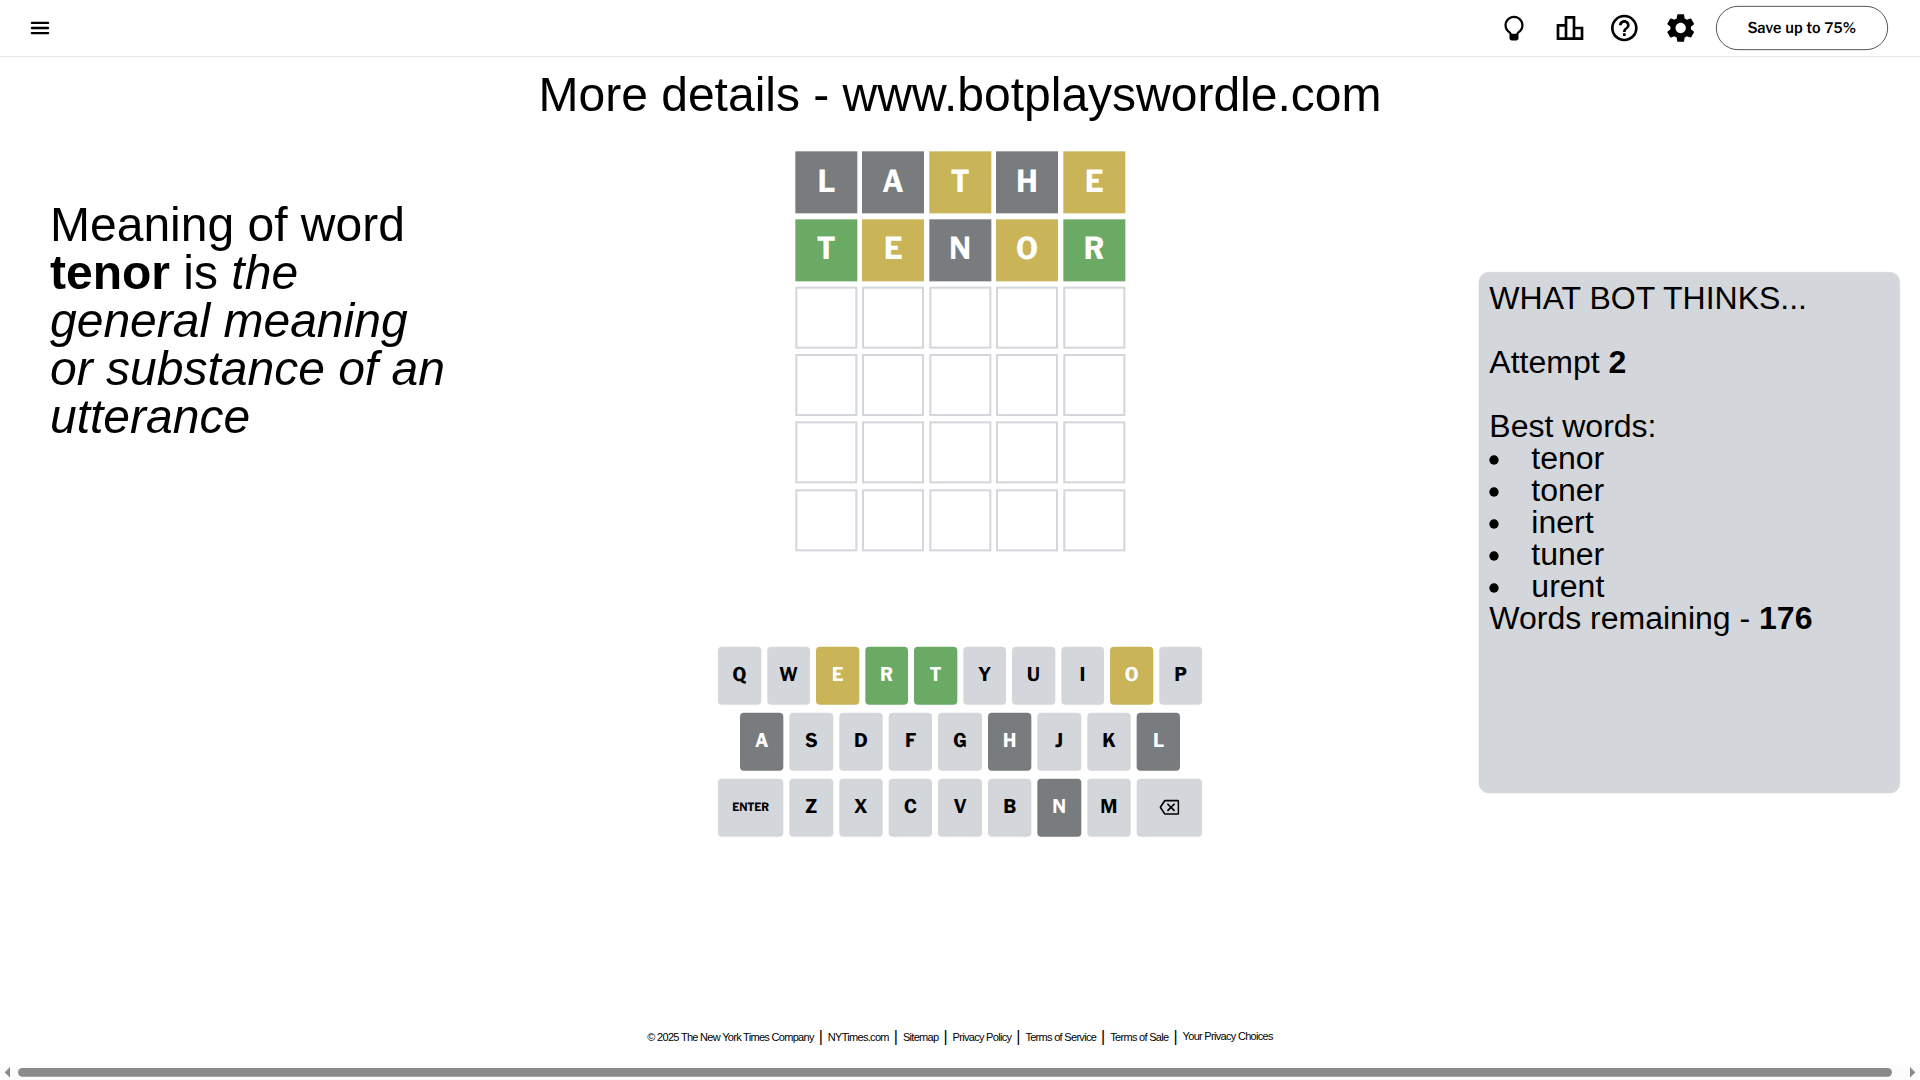 Save up to 75%
More details - www.botplayswordle.com
Meaning of word
tenor is the
general meaning
or substance of an
utterance
L A T H E
T E N O R
WHAT BOT THINKS...
Attempt 2
Best words:
• tenor
• toner
• inert
• tuner
• urent
Words remaining - 176
Q W E R T Y U I O P
A S D F G H J K L
ENTER Z X C V B N M
© 2025 The New York Times Company | NYTimes.com | Sitemap | Privacy Policy | Terms of Service | Terms of Sale | Your Privacy Choices